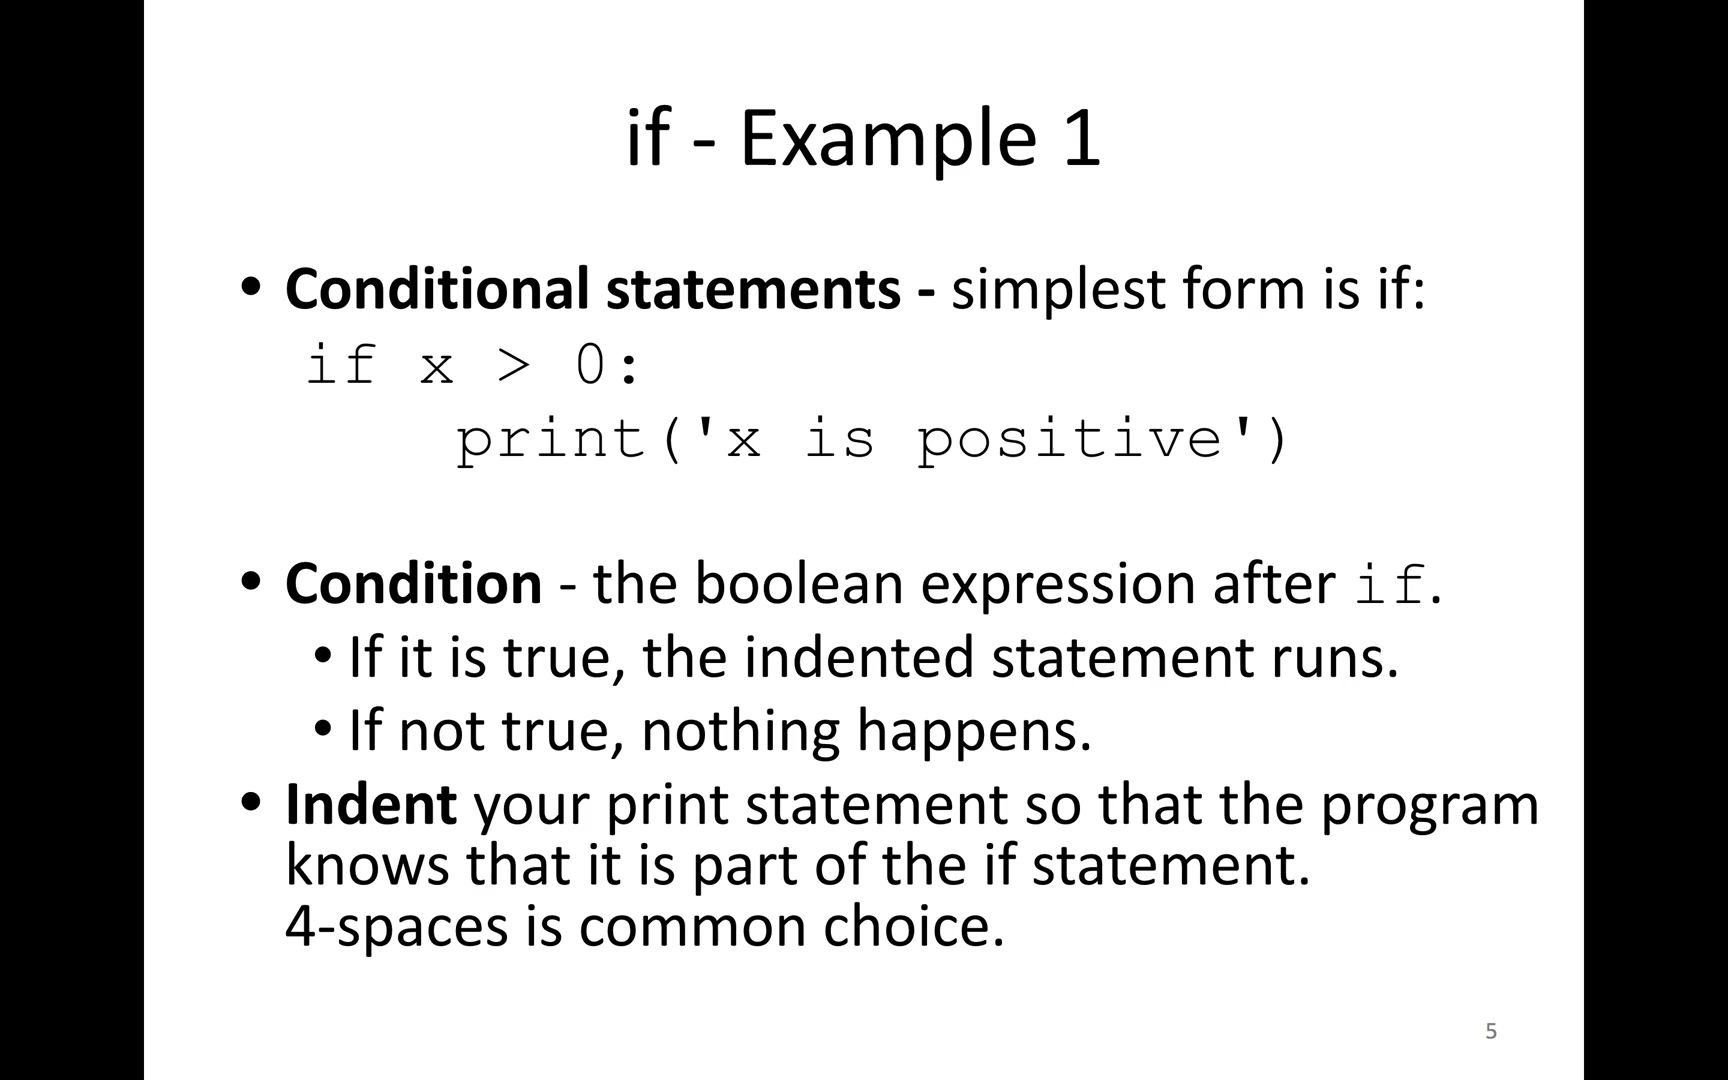 if - Example 1
• Conditional statements - simplest form is if:
if x > 0:
    print('x is positive')
• Condition - the boolean expression after if.
• If it is true, the indented statement runs.
• If not true, nothing happens.
• Indent your print statement so that the program
knows that it is part of the if statement.
4-spaces is common choice.
5